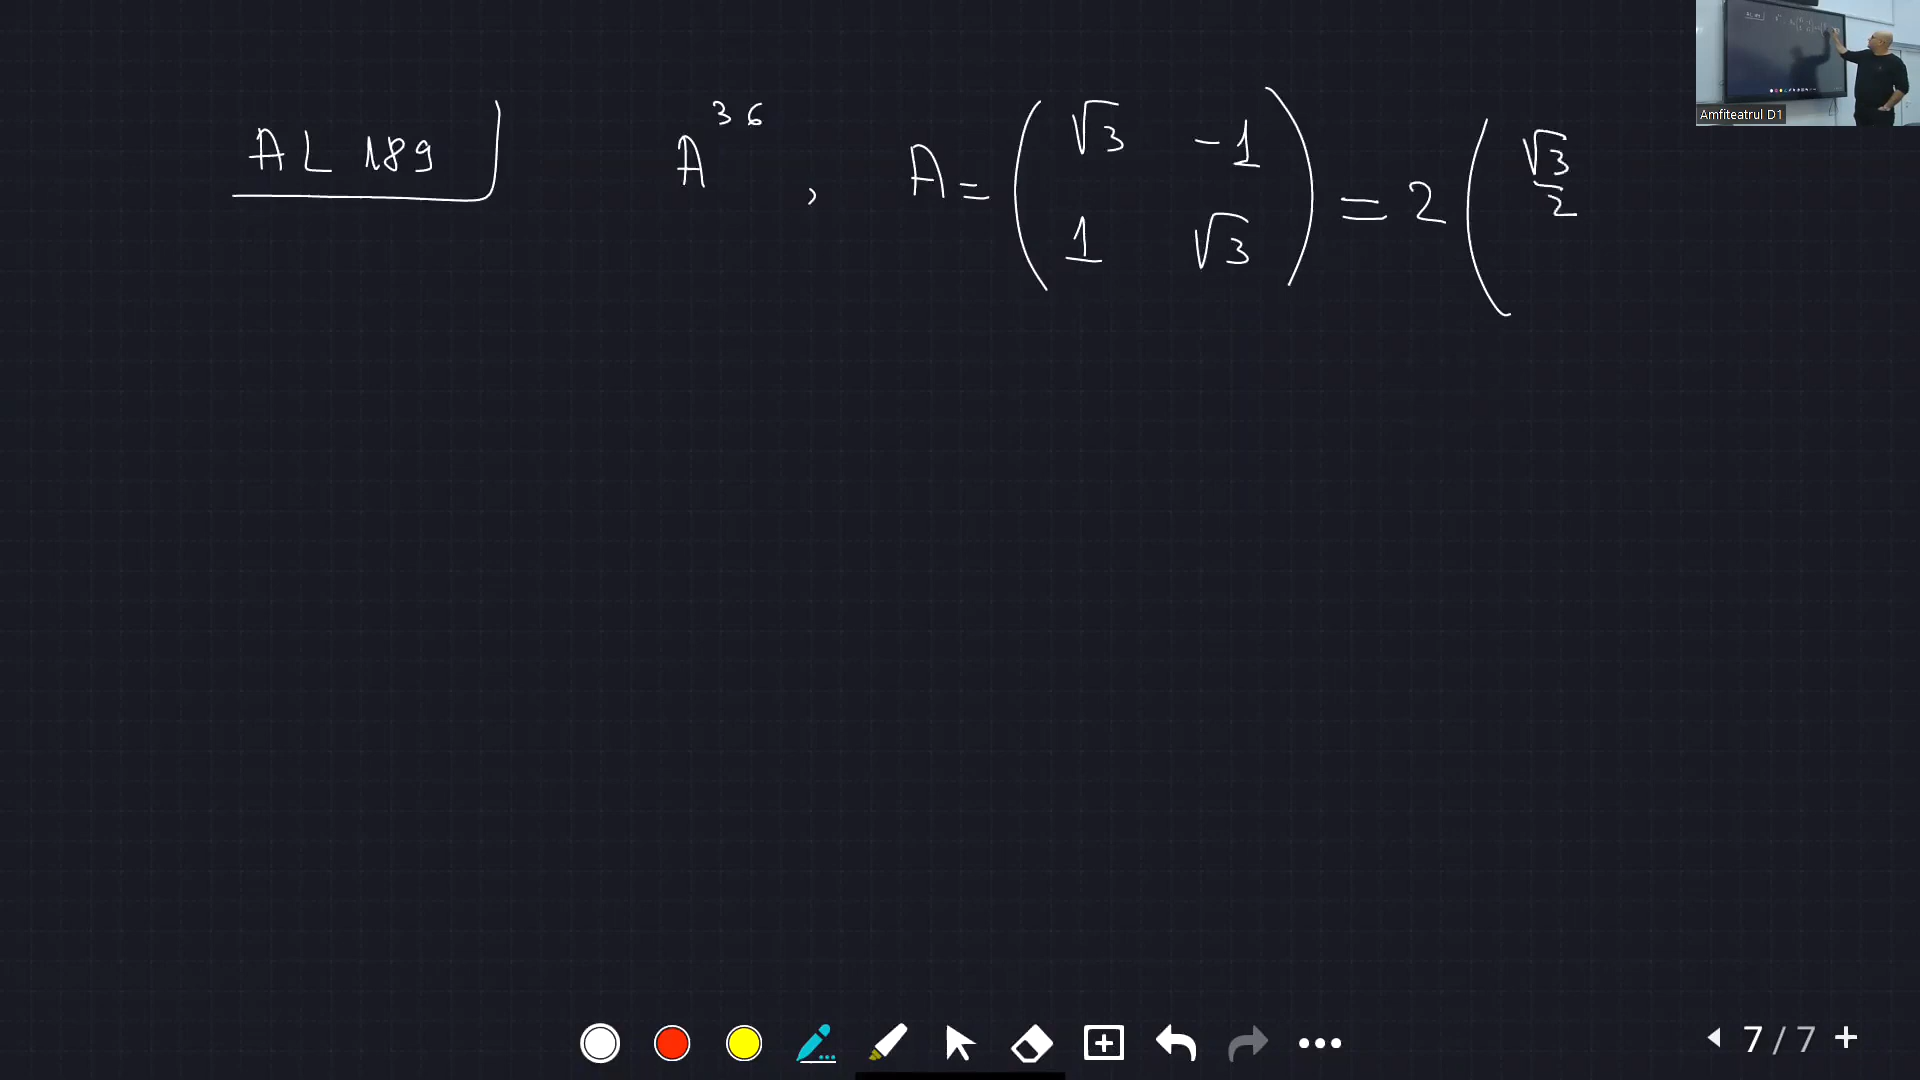 AL 189   A^36 , A = ( √3 -1 ; 1 √3 ) = 2 ( √3/2
Amfiteatrul D1
7 / 7